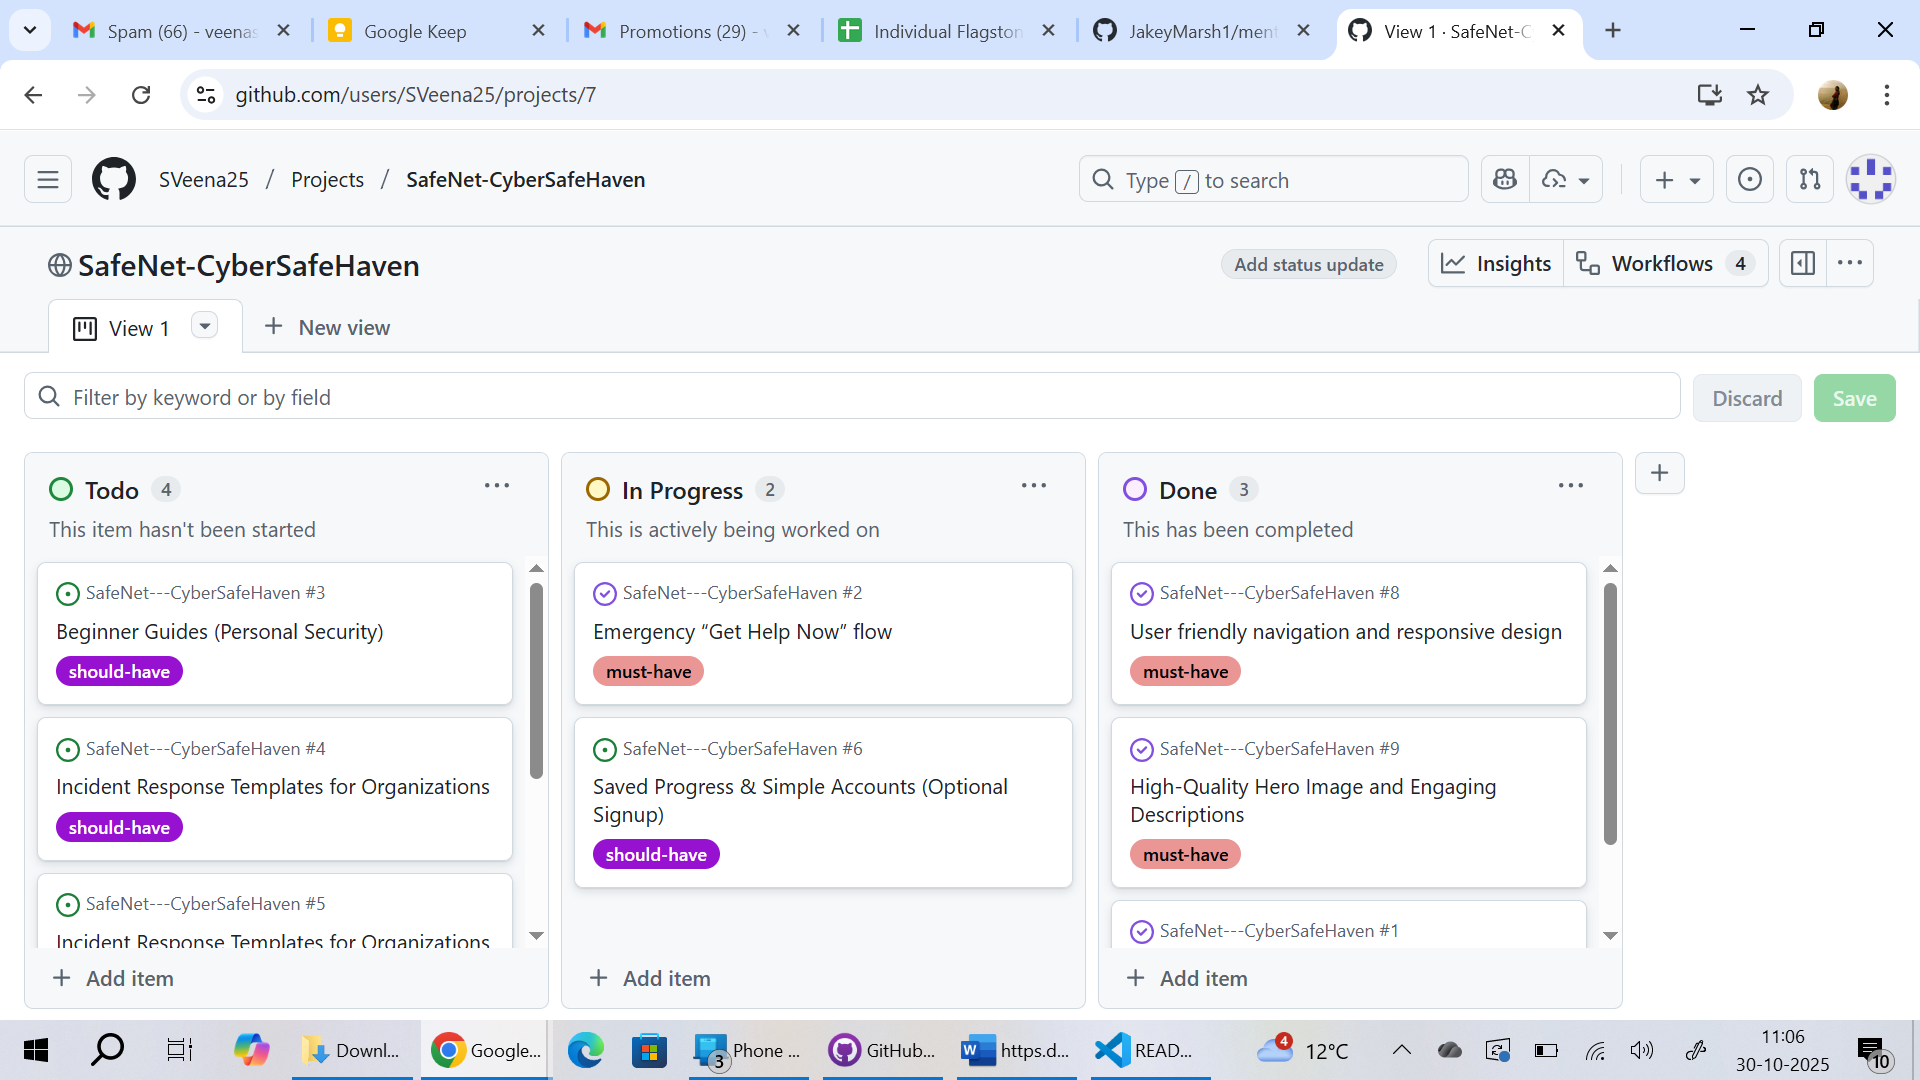 Spam (66) - veenas
Google Keep
Promotions (29) - v
Individual Flagston
JakeyMarsh1/ment
View 1 · SafeNet-C
github.com/users/SVeena25/projects/7
SVeena25 / Projects / SafeNet-CyberSafeHaven
Type / to search
SafeNet-CyberSafeHaven
Add status update
Insights
Workflows 4
View 1
New view
Filter by keyword or by field
Discard
Save
Todo 4
This item hasn't been started
SafeNet---CyberSafeHaven #3
Beginner Guides (Personal Security)
should-have
SafeNet---CyberSafeHaven #4
Incident Response Templates for Organizations
should-have
SafeNet---CyberSafeHaven #5
Incident Response Templates for Organizations
+ Add item
In Progress 2
This is actively being worked on
SafeNet---CyberSafeHaven #2
Emergency “Get Help Now” flow
must-have
SafeNet---CyberSafeHaven #6
Saved Progress & Simple Accounts (Optional
Signup)
should-have
+ Add item
Done 3
This has been completed
SafeNet---CyberSafeHaven #8
User friendly navigation and responsive design
must-have
SafeNet---CyberSafeHaven #9
High-Quality Hero Image and Engaging
Descriptions
must-have
SafeNet---CyberSafeHaven #1
+ Add item
Downl...
Google...
3
Phone ...
GitHub...
https.d...
READ...
4
12°C
11:06
30-10-2025
10